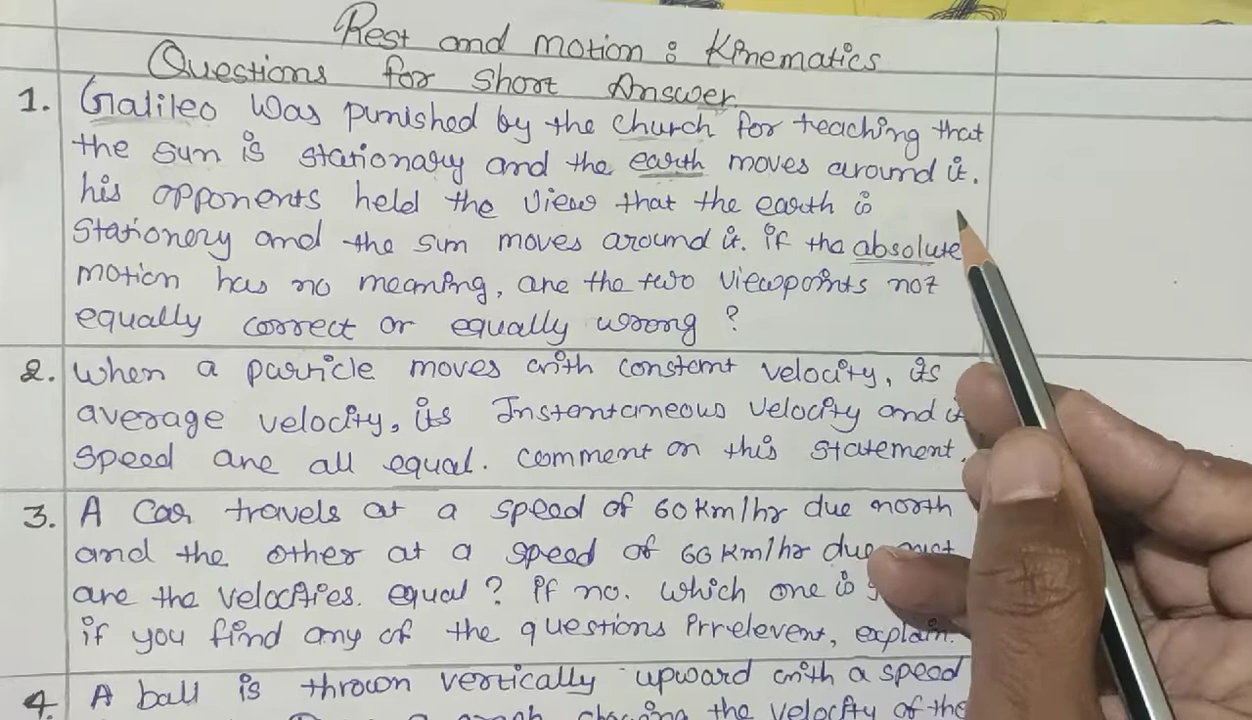 Rest and motion : Kinematics
Questions for short Answer
1. Galileo was punished by the church for teaching that
the sun is stationary and the earth moves around it.
his opponents held the view that the earth is
stationery and the sun moves around it. if the absolute
motion has no meaning, are the two viewpoints not
equally correct or equally wrong ?
2. when a particle moves with constant velocity, its
average velocity, its Instantaneous velocity and
speed are all equal. comment on this statement.
3. A car travels at a speed of 60 km/hr due north
and the other at a speed of 60 km/hr due
are the velocities equal ? if no. which one is
if you find any of the questions irrelevent, explain.
4. A ball is thrown vertically upward with a speed
graph showing the velocity of the